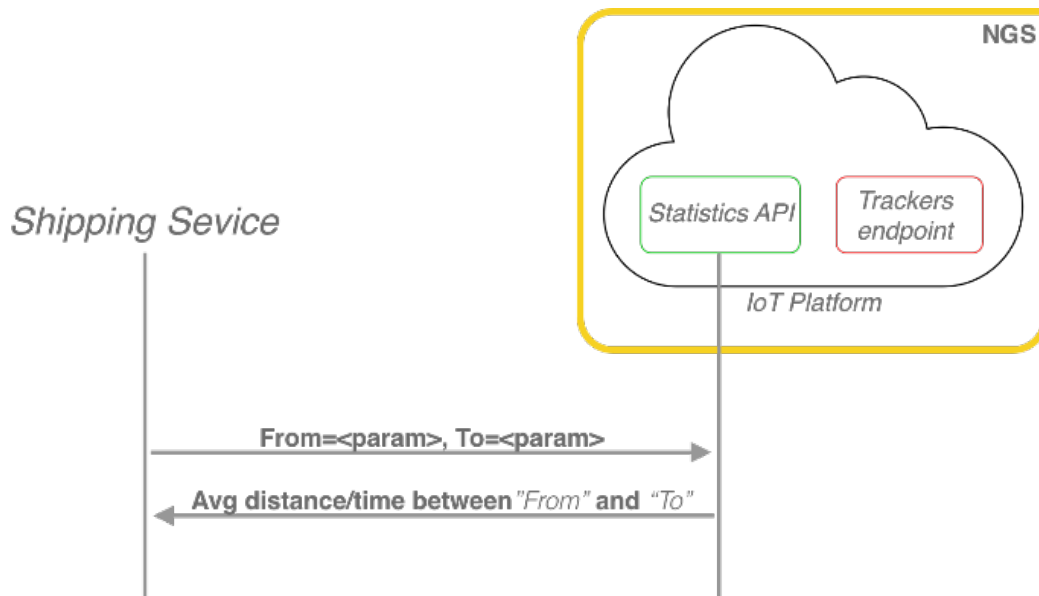 NGS
Statistics API
Trackers
endpoint
Shipping Sevice
IoT Platform
From=<param>, To=<param>
Avg distance/time between "From" and "To"